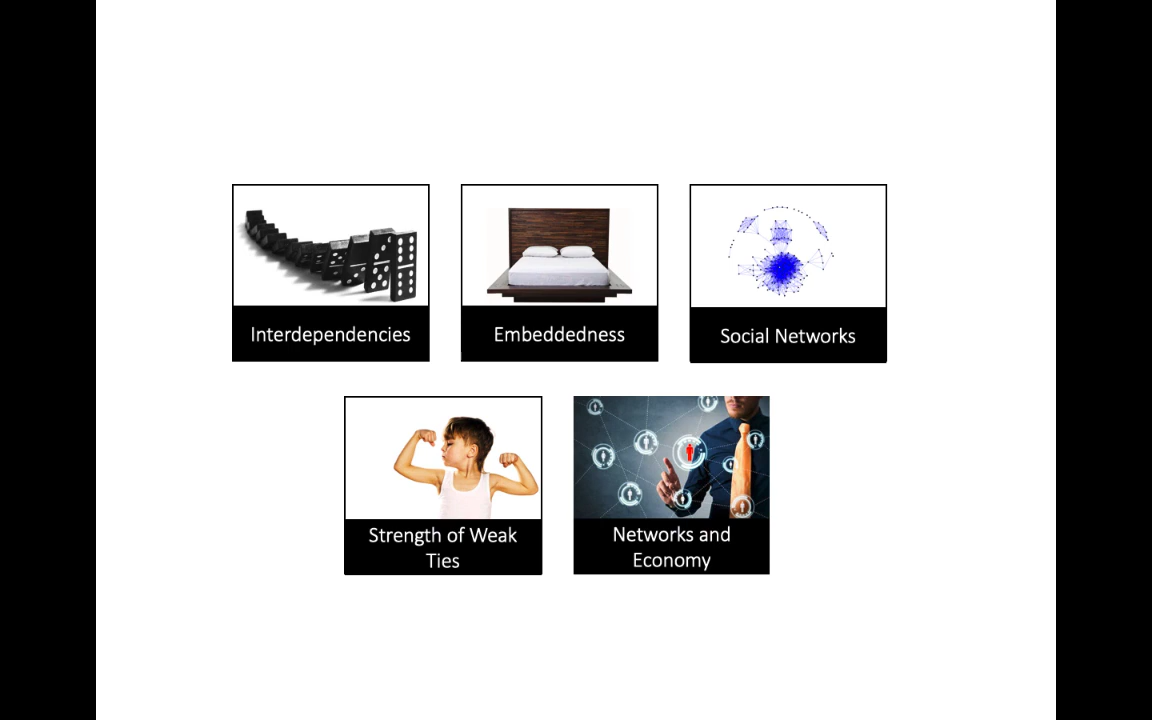 Interdependencies
Embeddedness
Social Networks
Strength of Weak
Ties
Networks and
Economy